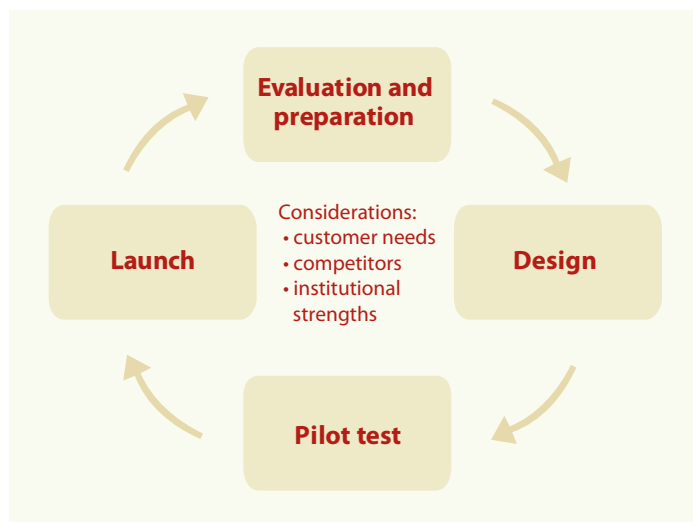 Evaluation and
preparation
Considerations:
• customer needs
• competitors
• institutional
strengths
Launch
Design
Pilot test